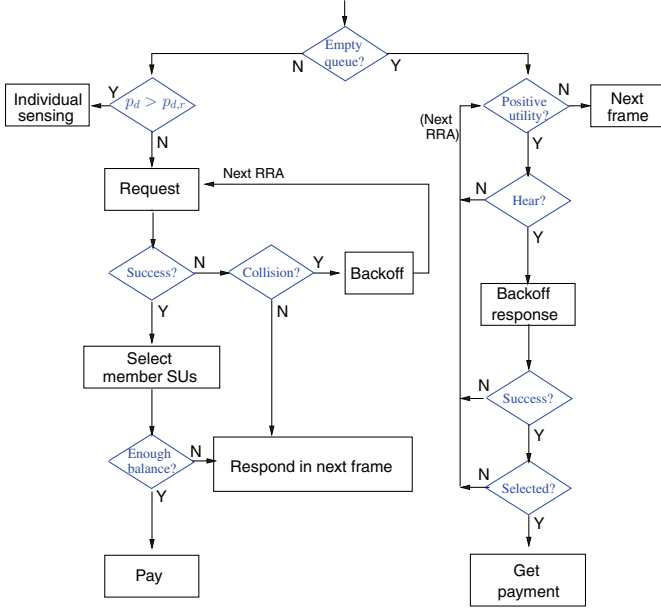 Empty
queue?
N
Y
Individual
sensing
Y
p_d > p_{d,r}
N
(Next
RRA)
Positive
utility?
N
Next
frame
Y
Request
Next RRA
N
Hear?
Y
Success?
N
Collision?
Y
Backoff
Y
N
Backoff
response
Select
member SUs
N
Success?
Y
Enough
balance?
N
Respond in next frame
Y
N
Selected?
Y
Pay
Get
payment